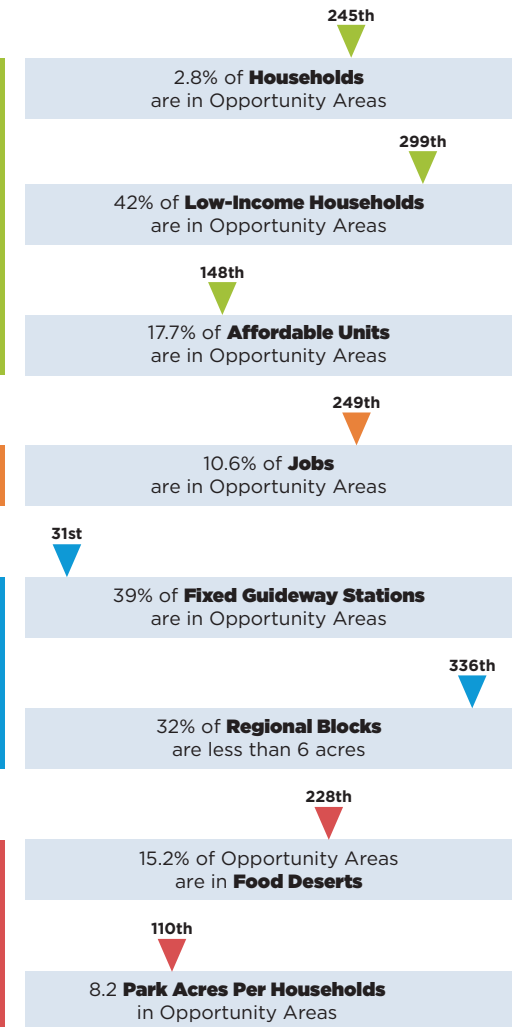 245th
2.8% of Households
are in Opportunity Areas
299th
42% of Low-Income Households
are in Opportunity Areas
148th
17.7% of Affordable Units
are in Opportunity Areas
249th
10.6% of Jobs
are in Opportunity Areas
31st
39% of Fixed Guideway Stations
are in Opportunity Areas
336th
32% of Regional Blocks
are less than 6 acres
228th
15.2% of Opportunity Areas
are in Food Deserts
110th
8.2 Park Acres Per Households
in Opportunity Areas